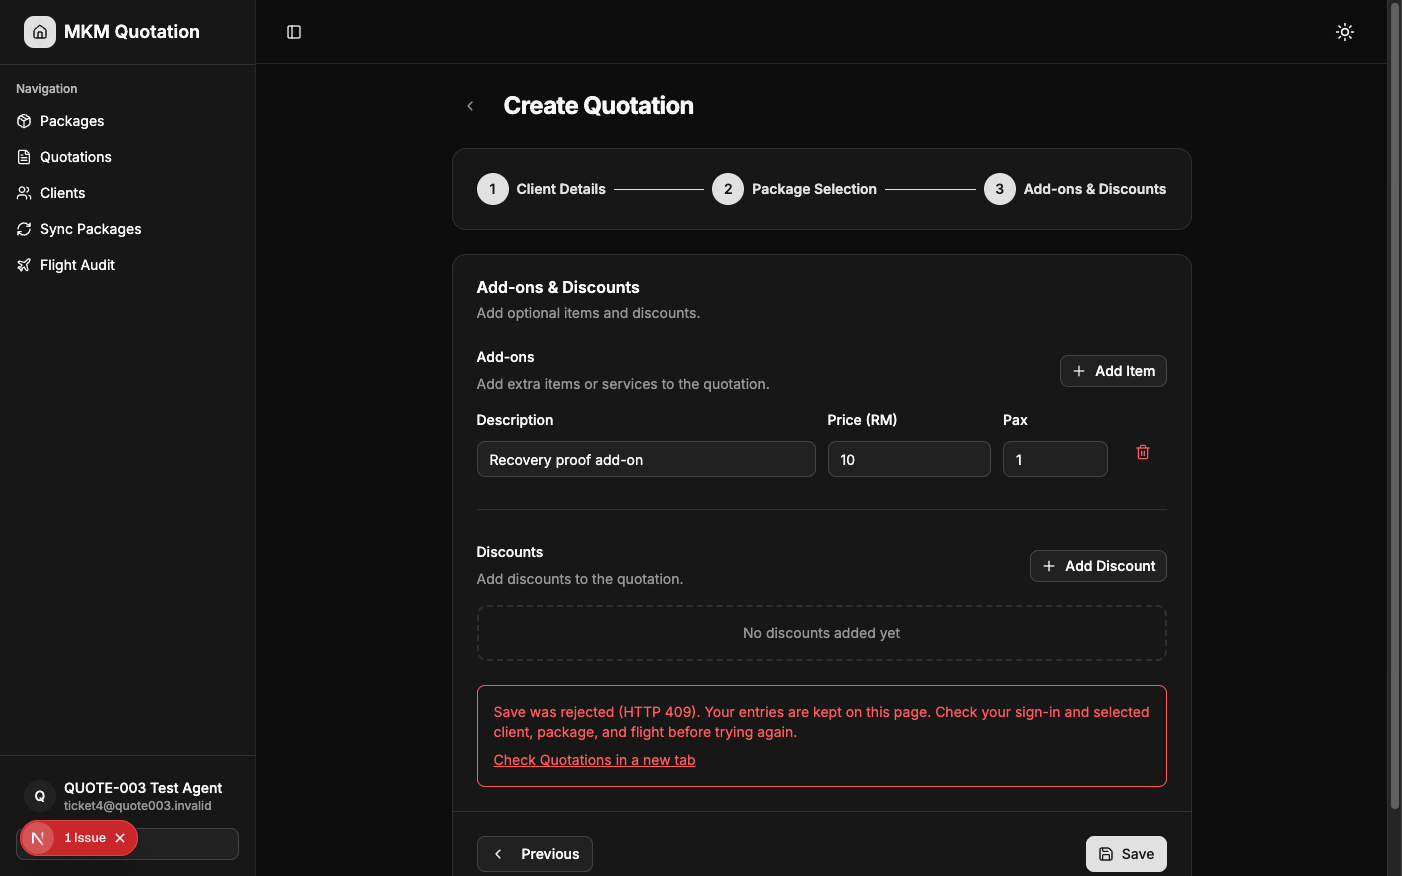 MKM Quotation
Navigation
Packages
Quotations
Clients
Sync Packages
Flight Audit
QUOTE-003 Test Agent
Q
ticket4@quote003.invalid
N
1 Issue
Create Quotation
1 Client Details
2 Package Selection
3 Add-ons & Discounts
Add-ons & Discounts
Add optional items and discounts.
Add-ons
Add Item
Add extra items or services to the quotation.
Description Price (RM) Pax
Recovery proof add-on 10 1
Discounts
Add Discount
Add discounts to the quotation.
No discounts added yet
Save was rejected (HTTP 409). Your entries are kept on this page. Check your sign-in and selected
client, package, and flight before trying again.
Check Quotations in a new tab
Previous
Save